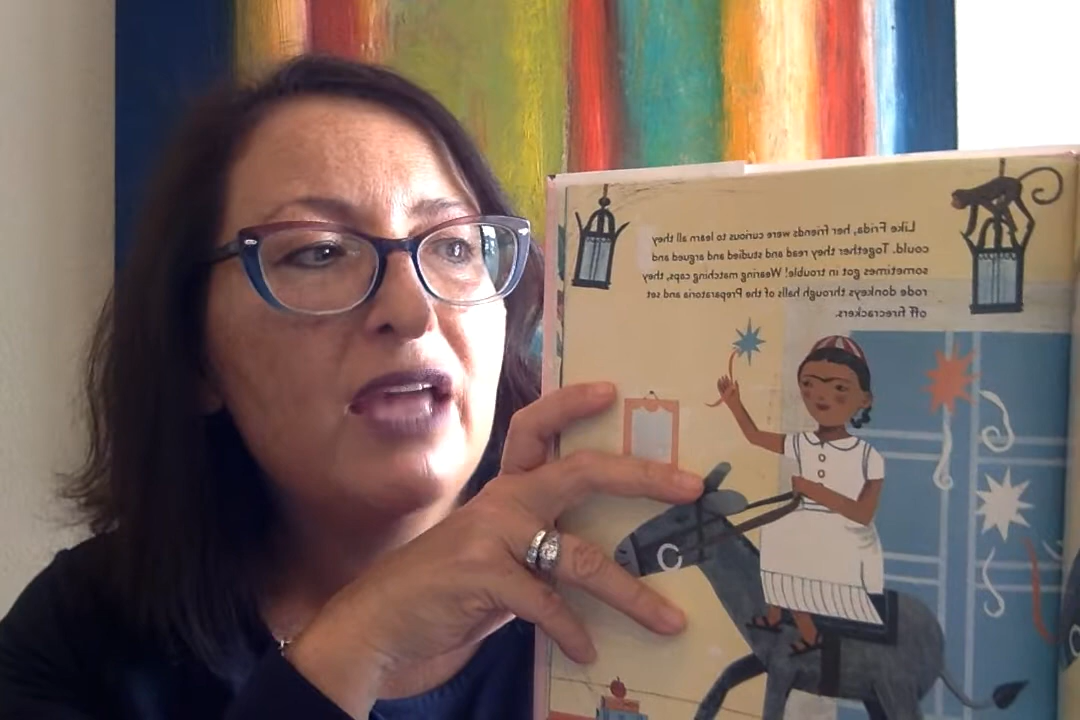 Like Frida, her friends were curious to learn all they
could. Together they read and studied and argued and
sometimes got in trouble! Wearing matching caps, they
rode donkeys through halls of the Preparatoria and set
off firecrackers.